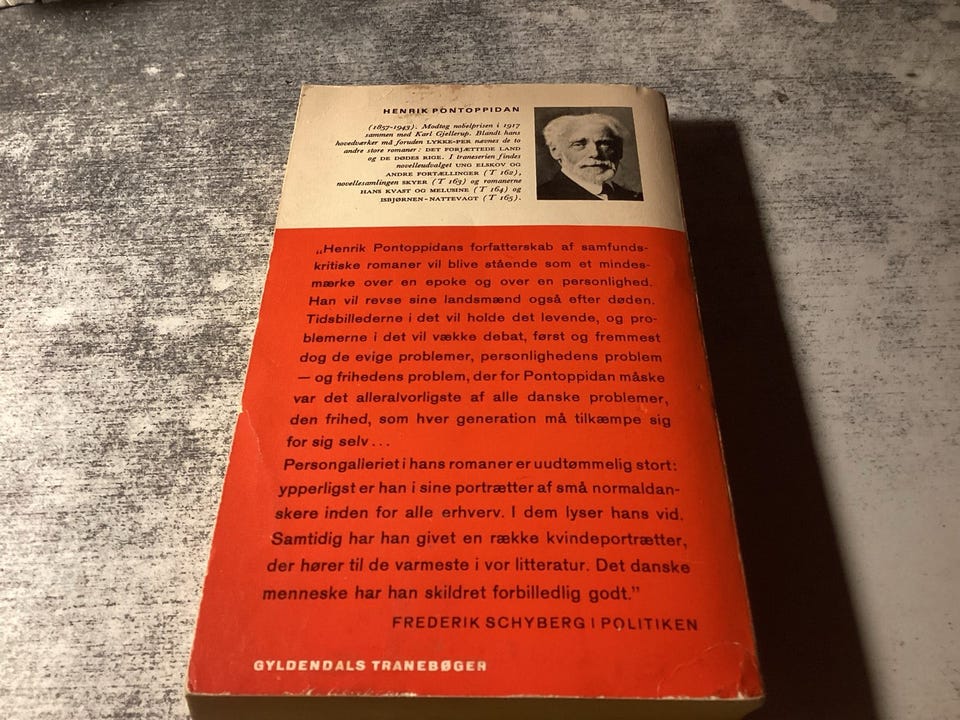 HENRIK PONTOPPIDAN
(1857-1943). Modtog nobelprisen i 1917
sammen med Karl Gjellerup. Blandt hans
hovedværker må foruden LYKKE-PER nævnes de to
andre store romaner: DET FORJÆTTEDE LAND
og DE DØDES RIGE. I traneserien findes
novelleudvalget UNG ELSKOV OG
ANDRE FORTÆLLINGER (T 162),
novellesamlingen SKYER (T 163) og romanerne
HANS KVAST OG MELUSINE (T 164) og
ISBJØRNEN-NATTEVAGT (T 165).
„Henrik Pontoppidans forfatterskab af samfunds-
kritiske romaner vil blive stående som et mindes-
mærke over en epoke og over en personlighed.
Han vil revse sine landsmænd også efter døden.
Tidsbillederne i det vil holde det levende, og pro-
blemerne i det vil vække debat, først og fremmest
dog de evige problemer, personlighedens problem
— og frihedens problem, der for Pontoppidan måske
var det alleralvorligste af alle danske problemer,
den frihed, som hver generation må tilkæmpe sig
for sig selv...
Persongalleriet i hans romaner er uudtømmelig stort:
ypperligst er han i sine portrætter af små normaldan-
skere inden for alle erhverv. I dem lyser hans vid.
Samtidig har han givet en række kvindeportrætter,
der hører til de varmeste i vor litteratur. Det danske
menneske har han skildret forbilledlig godt.”
FREDERIK SCHYBERG I POLITIKEN
GYLDENDALS TRANEBØGER